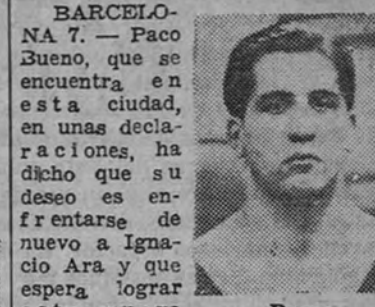 BARCELO-
NA 7. — Paco
Bueno, que se
encuentra en
esta ciudad,
en unas decla-
raciones, ha
dicho que su
deseo es en-
frentarse de
nuevo a Igna-
cio Ara y que
espera lograr